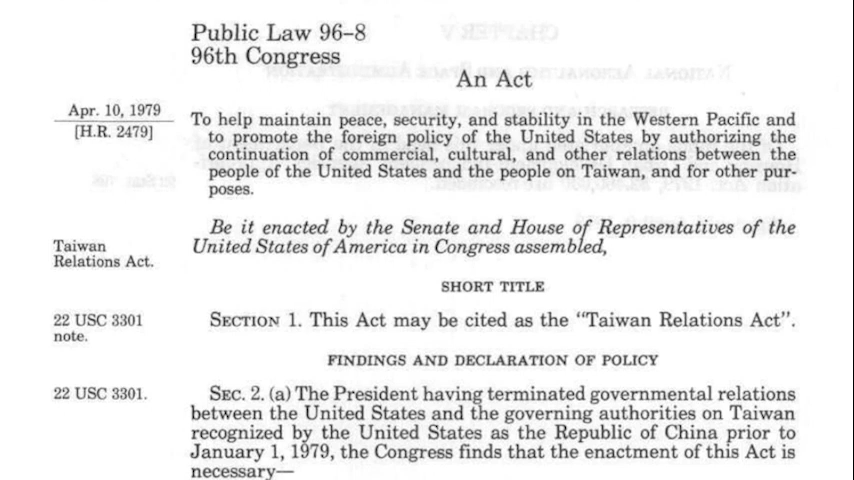 Public Law 96–8
96th Congress
An Act
Apr. 10, 1979
[H.R. 2479]
To help maintain peace, security, and stability in the Western Pacific and
to promote the foreign policy of the United States by authorizing the
continuation of commercial, cultural, and other relations between the
people of the United States and the people on Taiwan, and for other pur-
poses.
Be it enacted by the Senate and House of Representatives of the
United States of America in Congress assembled,
Taiwan
Relations Act.
SHORT TITLE
22 USC 3301
note.
SECTION 1. This Act may be cited as the “Taiwan Relations Act”.
FINDINGS AND DECLARATION OF POLICY
22 USC 3301.
SEC. 2. (a) The President having terminated governmental relations
between the United States and the governing authorities on Taiwan
recognized by the United States as the Republic of China prior to
January 1, 1979, the Congress finds that the enactment of this Act is
necessary—